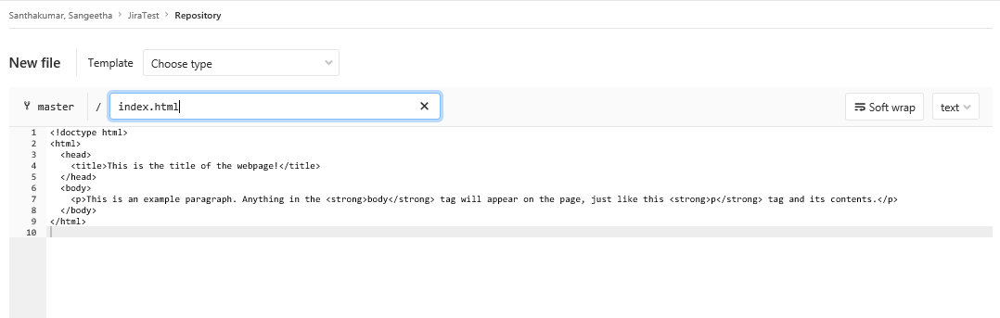 Santhakumar, Sangeetha > JiraTest > Repository
New file Template Choose type
master / index.html Soft wrap text
1 <!doctype html>
2 <html>
3   <head>
4     <title>This is the title of the webpage!</title>
5   </head>
6   <body>
7     <p>This is an example paragraph. Anything in the <strong>body</strong> tag will appear on the page, just like this <strong>p</strong> tag and its contents.</p>
8   </body>
9 </html>
10